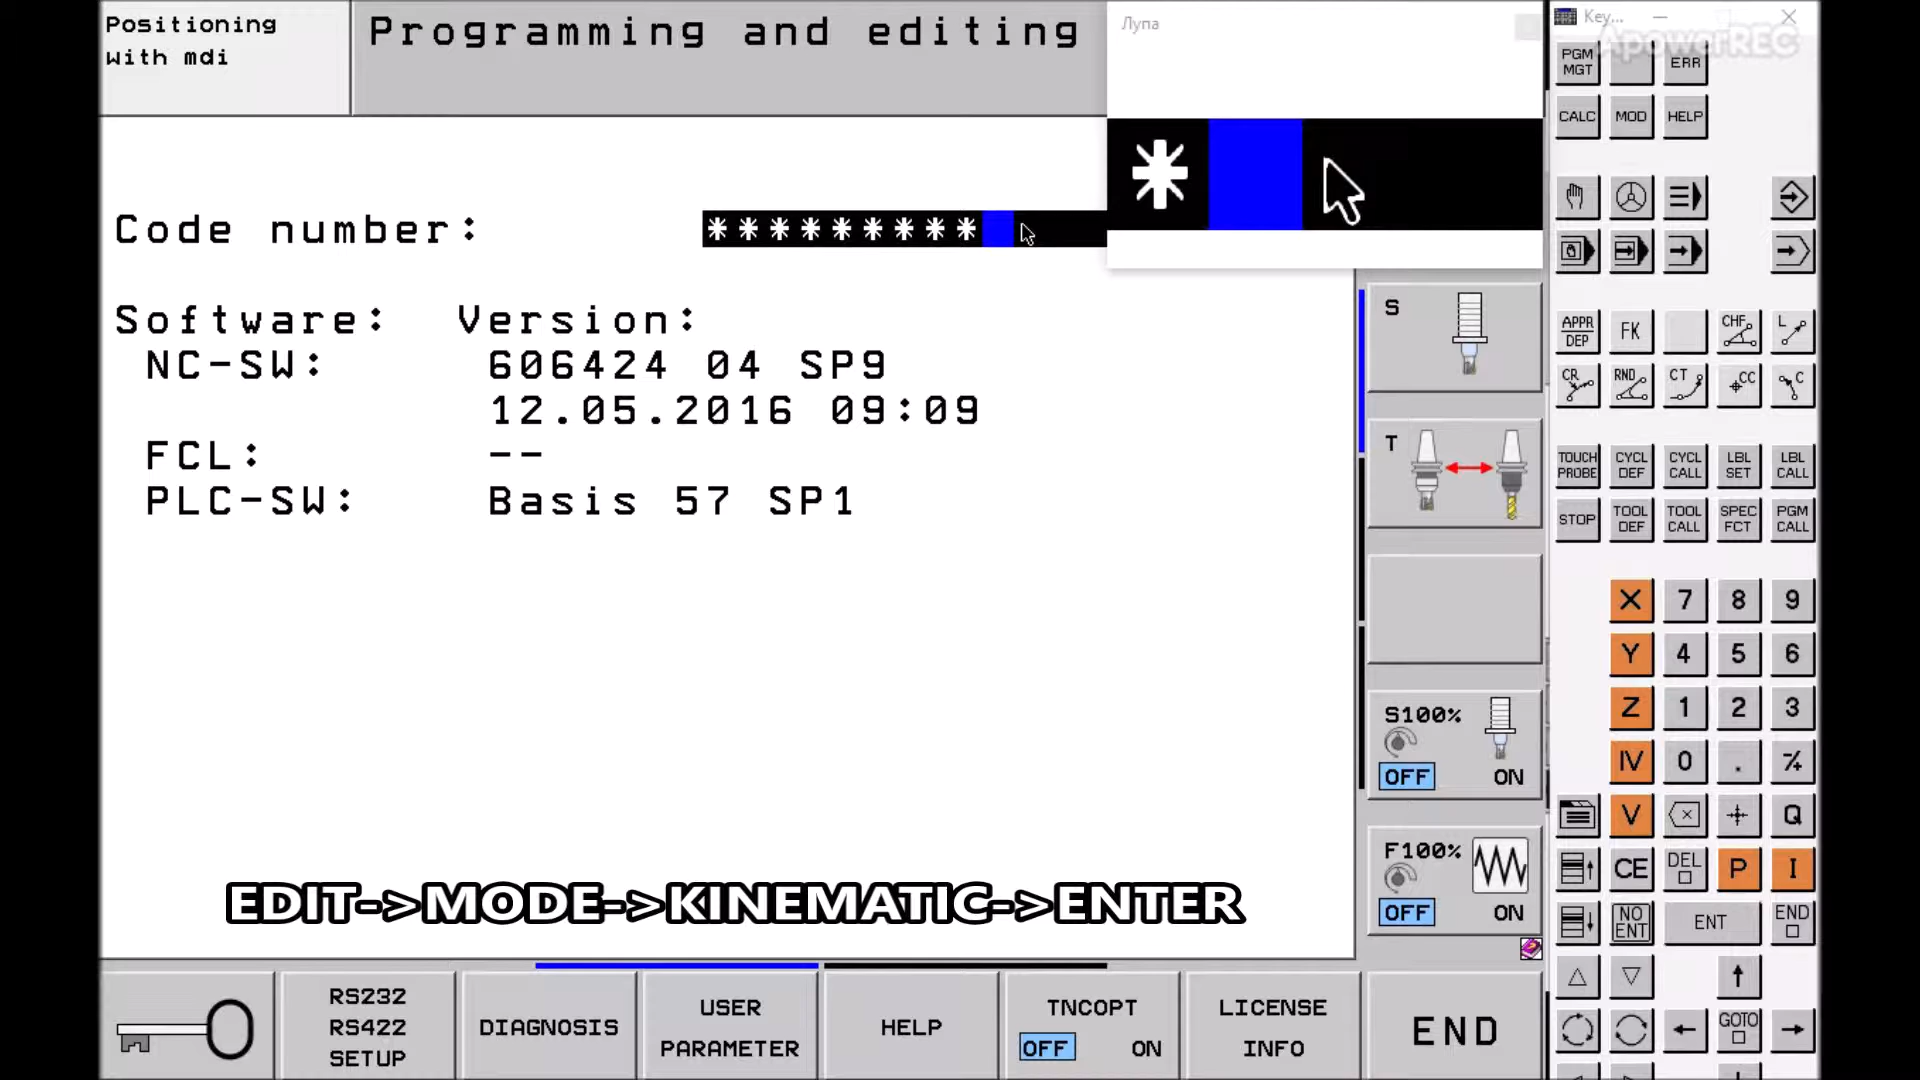 Positioning
with mdi
Programming and editing
Лупа
Key...
ApowerREC
Code number: *********
*
Software: Version:
NC-SW: 606424 04 SP9
12.05.2016 09:09
FCL: --
PLC-SW: Basis 57 SP1
S
T
S100%
OFF ON
F100%
OFF ON
EDIT->MODE->KINEMATIC->ENTER
RS232
RS422
SETUP
DIAGNOSIS
USER
PARAMETER
HELP
TNCOPT
OFF ON
LICENSE
INFO
END
PGM
MGT
ERR
CALC MOD HELP
APPR
DEP
FK
CHF
L
CR
RND
CT
CC
C
TOUCH
PROBE
CYCL
DEF
CYCL
CALL
LBL
SET
LBL
CALL
STOP
TOOL
DEF
TOOL
CALL
SPEC
FCT
PGM
CALL
X 7 8 9
Y 4 5 6
Z 1 2 3
IV 0 .
V Q
CE
DEL
P I
NO
ENT
ENT
END
GOTO